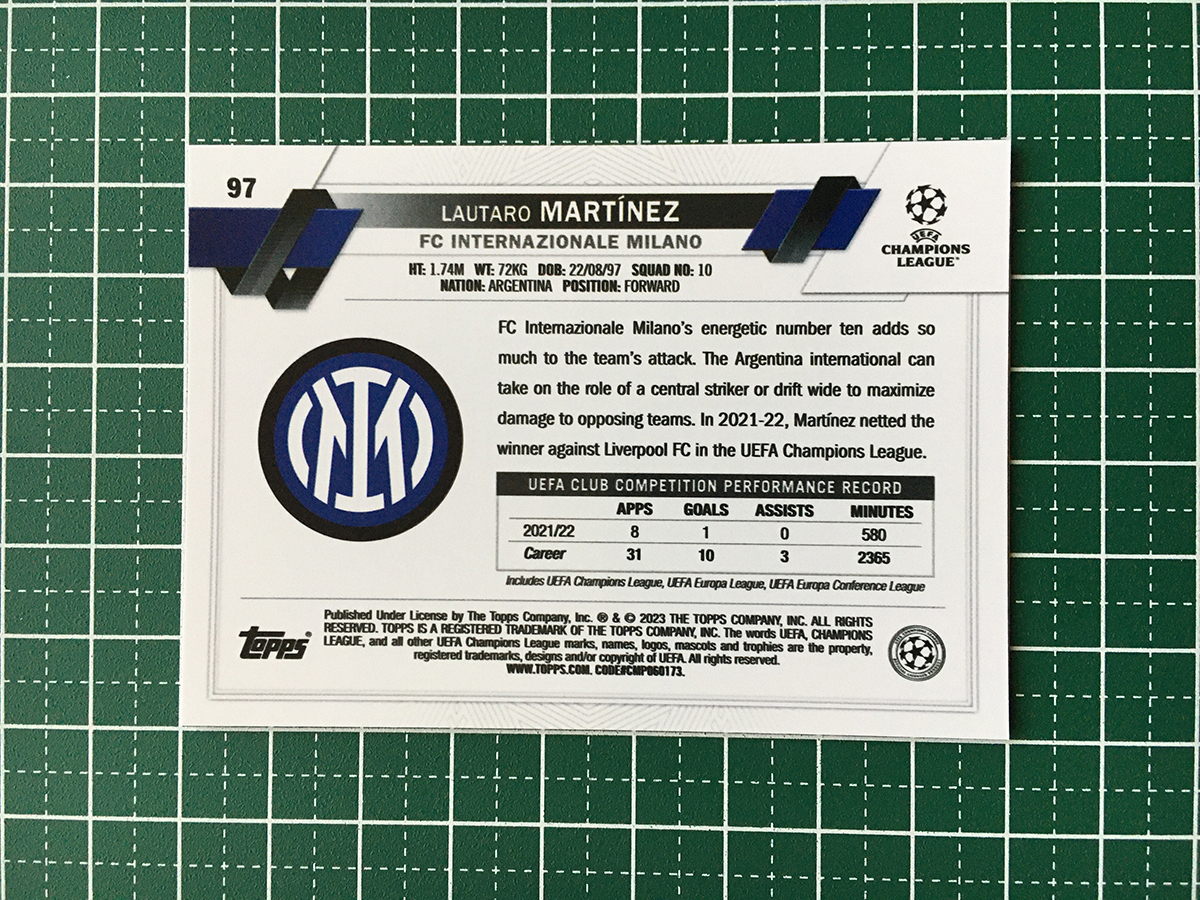 97
LAUTARO MARTÍNEZ
FC INTERNAZIONALE MILANO
HT: 1.74M WT: 72KG DOB: 22/08/97 SQUAD NO: 10
NATION: ARGENTINA POSITION: FORWARD
UEFA
CHAMPIONS
LEAGUE
FC Internazionale Milano's energetic number ten adds so
much to the team's attack. The Argentina international can
take on the role of a central striker or drift wide to maximize
damage to opposing teams. In 2021-22, Martínez netted the
winner against Liverpool FC in the UEFA Champions League.
UEFA CLUB COMPETITION PERFORMANCE RECORD
APPS GOALS ASSISTS MINUTES
2021/22 8 1 0 580
Career 31 10 3 2365
Includes UEFA Champions League, UEFA Europa League, UEFA Europa Conference League
topps®
Published Under License by The Topps Company, Inc. ® & © 2023 THE TOPPS COMPANY, INC. ALL RIGHTS
RESERVED. TOPPS IS A REGISTERED TRADEMARK OF THE TOPPS COMPANY, INC. The words UEFA, CHAMPIONS
LEAGUE, and all other UEFA Champions League marks, names, logos, mascots and trophies are the property,
registered trademarks, designs and/or copyright of UEFA. All rights reserved.
WWW.TOPPS.COM. CODE#CMP060173.